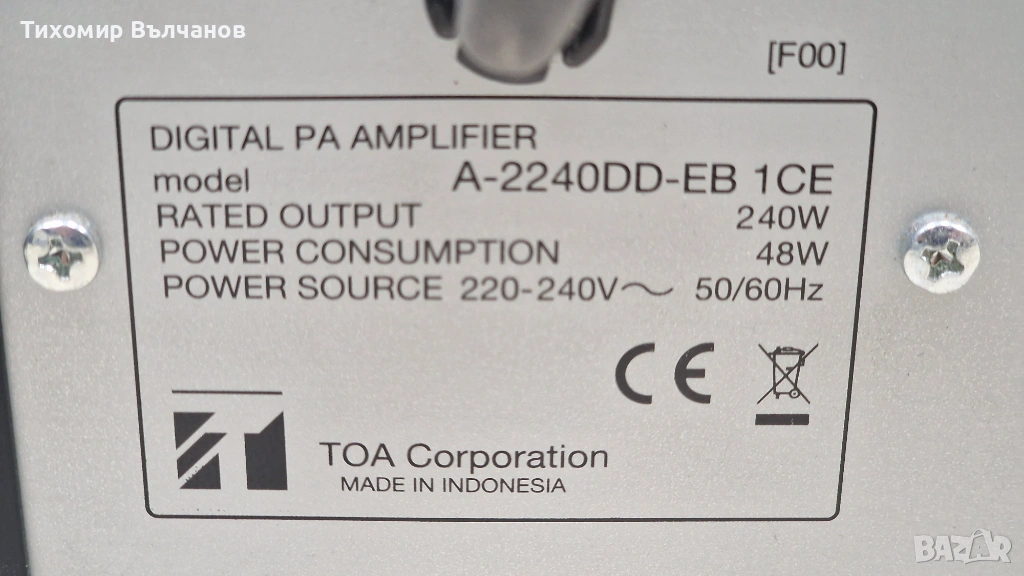 Тихомир Вълчанов
[F00]
DIGITAL PA AMPLIFIER
model A-2240DD-EB 1CE
RATED OUTPUT 240W
POWER CONSUMPTION 48W
POWER SOURCE 220-240V～ 50/60Hz
CE
TOA Corporation
MADE IN INDONESIA
BAZAR